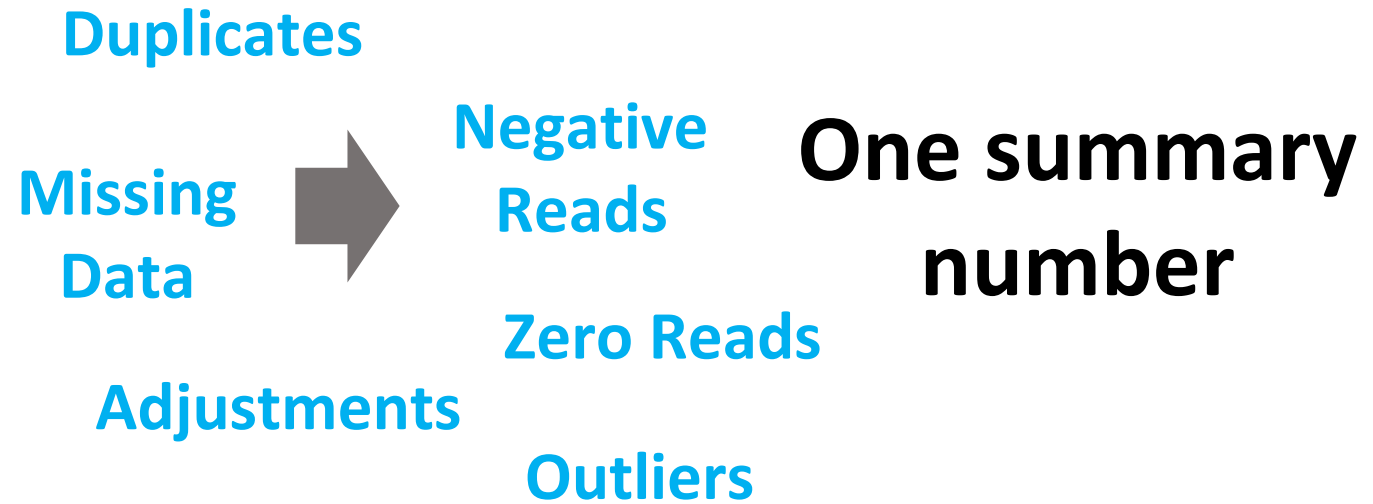 Duplicates
Negative
Reads
One summary
number
Missing
Data
Zero Reads
Adjustments
Outliers